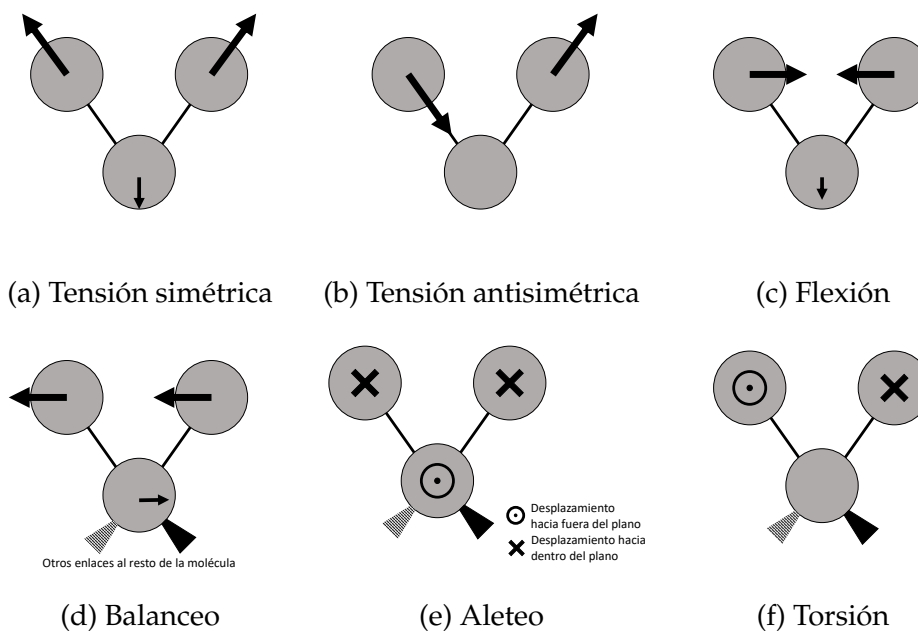 (a) Tensión simétrica
(b) Tensión antisimétrica
(c) Flexión
Otros enlaces al resto de la molécula
Desplazamiento
hacia fuera del plano
Desplazamiento hacia
dentro del plano
(d) Balanceo
(e) Aleteo
(f) Torsión